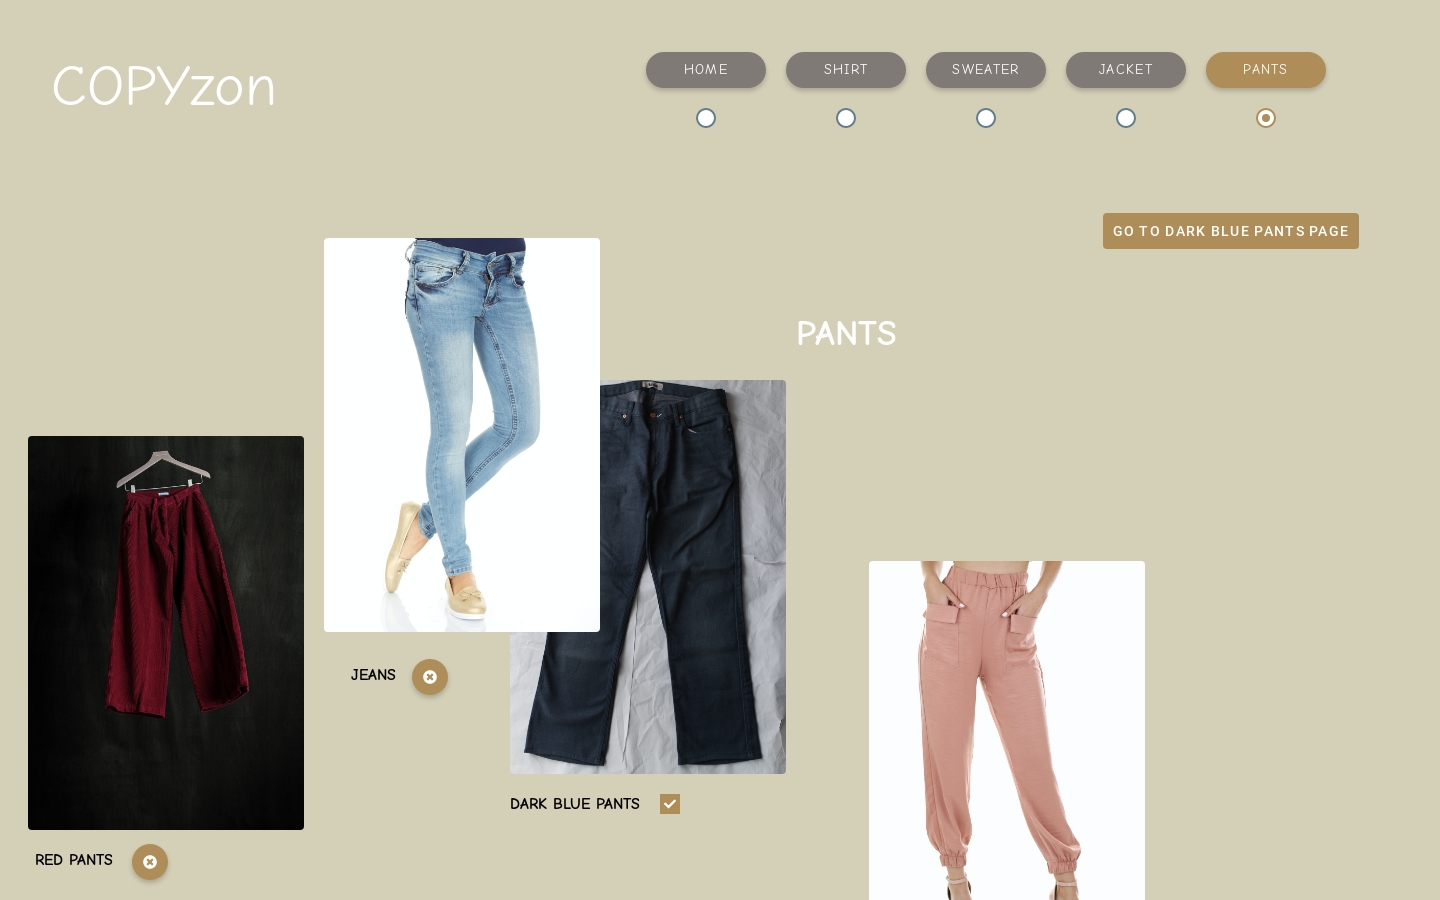 COPYzon
HOME
SHIRT
SWEATER
JACKET
PANTS
GO TO DARK BLUE PANTS PAGE
PANTS
JEANS
DARK BLUE PANTS
RED PANTS